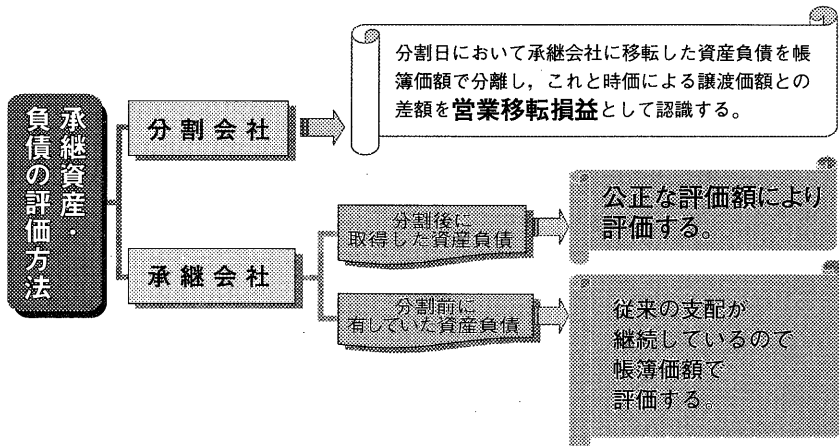 承継資産・
負債の評価方法
分割会社
分割日において承継会社に移転した資産負債を帳
簿価額で分離し，これと時価による譲渡価額との
差額を営業移転損益として認識する。
承継会社
分割後に
取得した資産負債
公正な評価額により
評価する。
分割前に
有していた資産負債
従来の支配が
継続しているので
帳簿価額で
評価する。